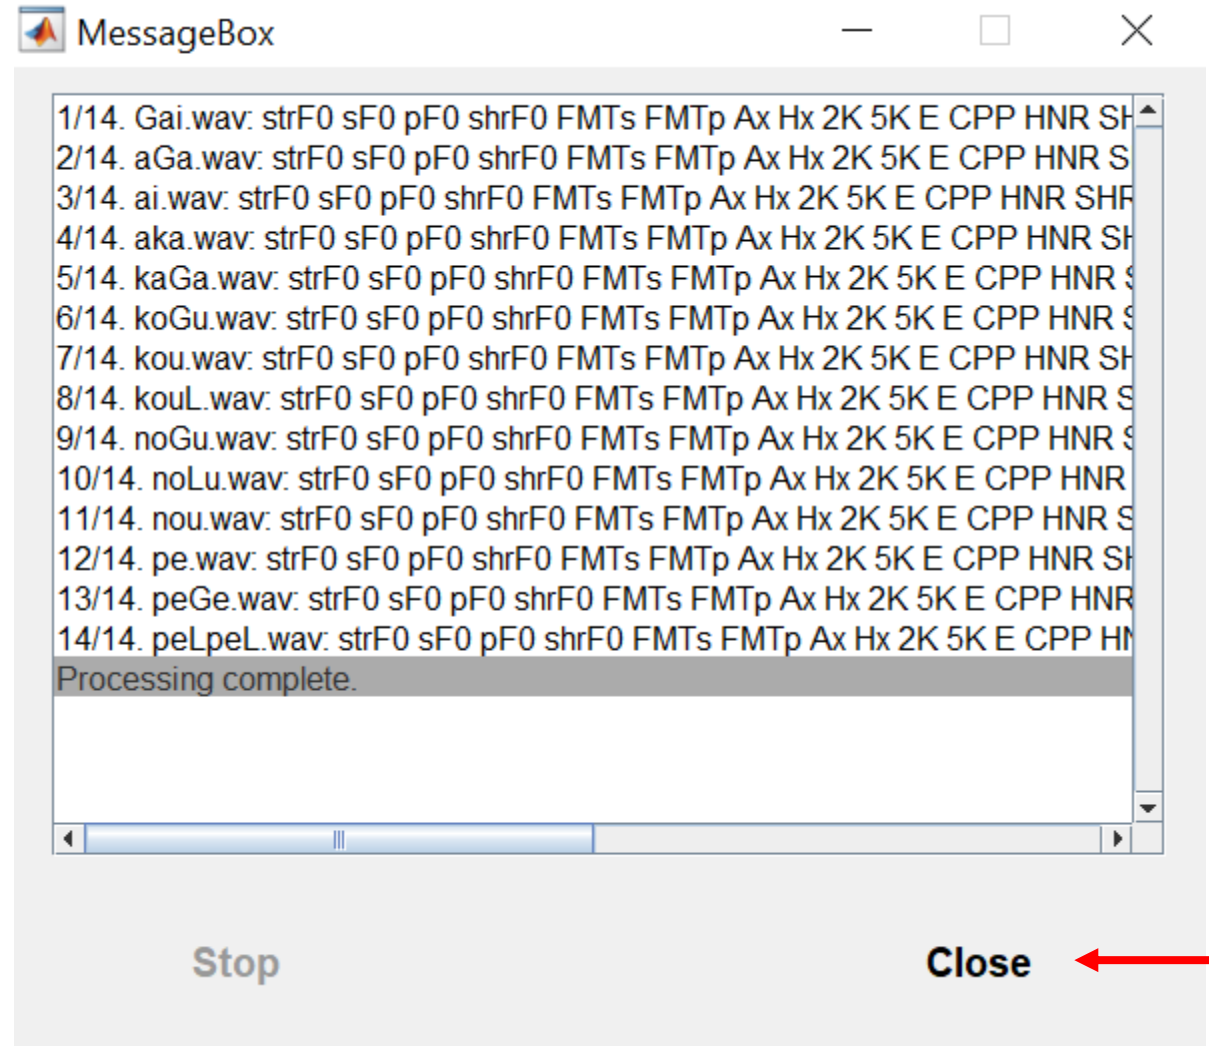 MessageBox
1/14. Gai.wav: strF0 sF0 pF0 shrF0 FMTs FMTp Ax Hx 2K 5K E CPP HNR
2/14. aGa.wav: strF0 sF0 pF0 shrF0 FMTs FMTp Ax Hx 2K 5K E CPP HNR
3/14. ai.wav: strF0 sF0 pF0 shrF0 FMTs FMTp Ax Hx 2K 5K E CPP HNR SHR
4/14. aka.wav: strF0 sF0 pF0 shrF0 FMTs FMTp Ax Hx 2K 5K E CPP HNR
5/14. kaGa.wav: strF0 sF0 pF0 shrF0 FMTs FMTp Ax Hx 2K 5K E CPP HNR
6/14. koGu.wav: strF0 sF0 pF0 shrF0 FMTs FMTp Ax Hx 2K 5K E CPP HNR
7/14. kou.wav: strF0 sF0 pF0 shrF0 FMTs FMTp Ax Hx 2K 5K E CPP HNR
8/14. kouL.wav: strF0 sF0 pF0 shrF0 FMTs FMTp Ax Hx 2K 5K E CPP HNR
9/14. noGu.wav: strF0 sF0 pF0 shrF0 FMTs FMTp Ax Hx 2K 5K E CPP HNR
10/14. noLu.wav: strF0 sF0 pF0 shrF0 FMTs FMTp Ax Hx 2K 5K E CPP HNR
11/14. nou.wav: strF0 sF0 pF0 shrF0 FMTs FMTp Ax Hx 2K 5K E CPP HNR
12/14. pe.wav: strF0 sF0 pF0 shrF0 FMTs FMTp Ax Hx 2K 5K E CPP HNR
13/14. peGe.wav: strF0 sF0 pF0 shrF0 FMTs FMTp Ax Hx 2K 5K E CPP HNR
14/14. peLpeL.wav: strF0 sF0 pF0 shrF0 FMTs FMTp Ax Hx 2K 5K E CPP
Processing complete.
Stop
Close